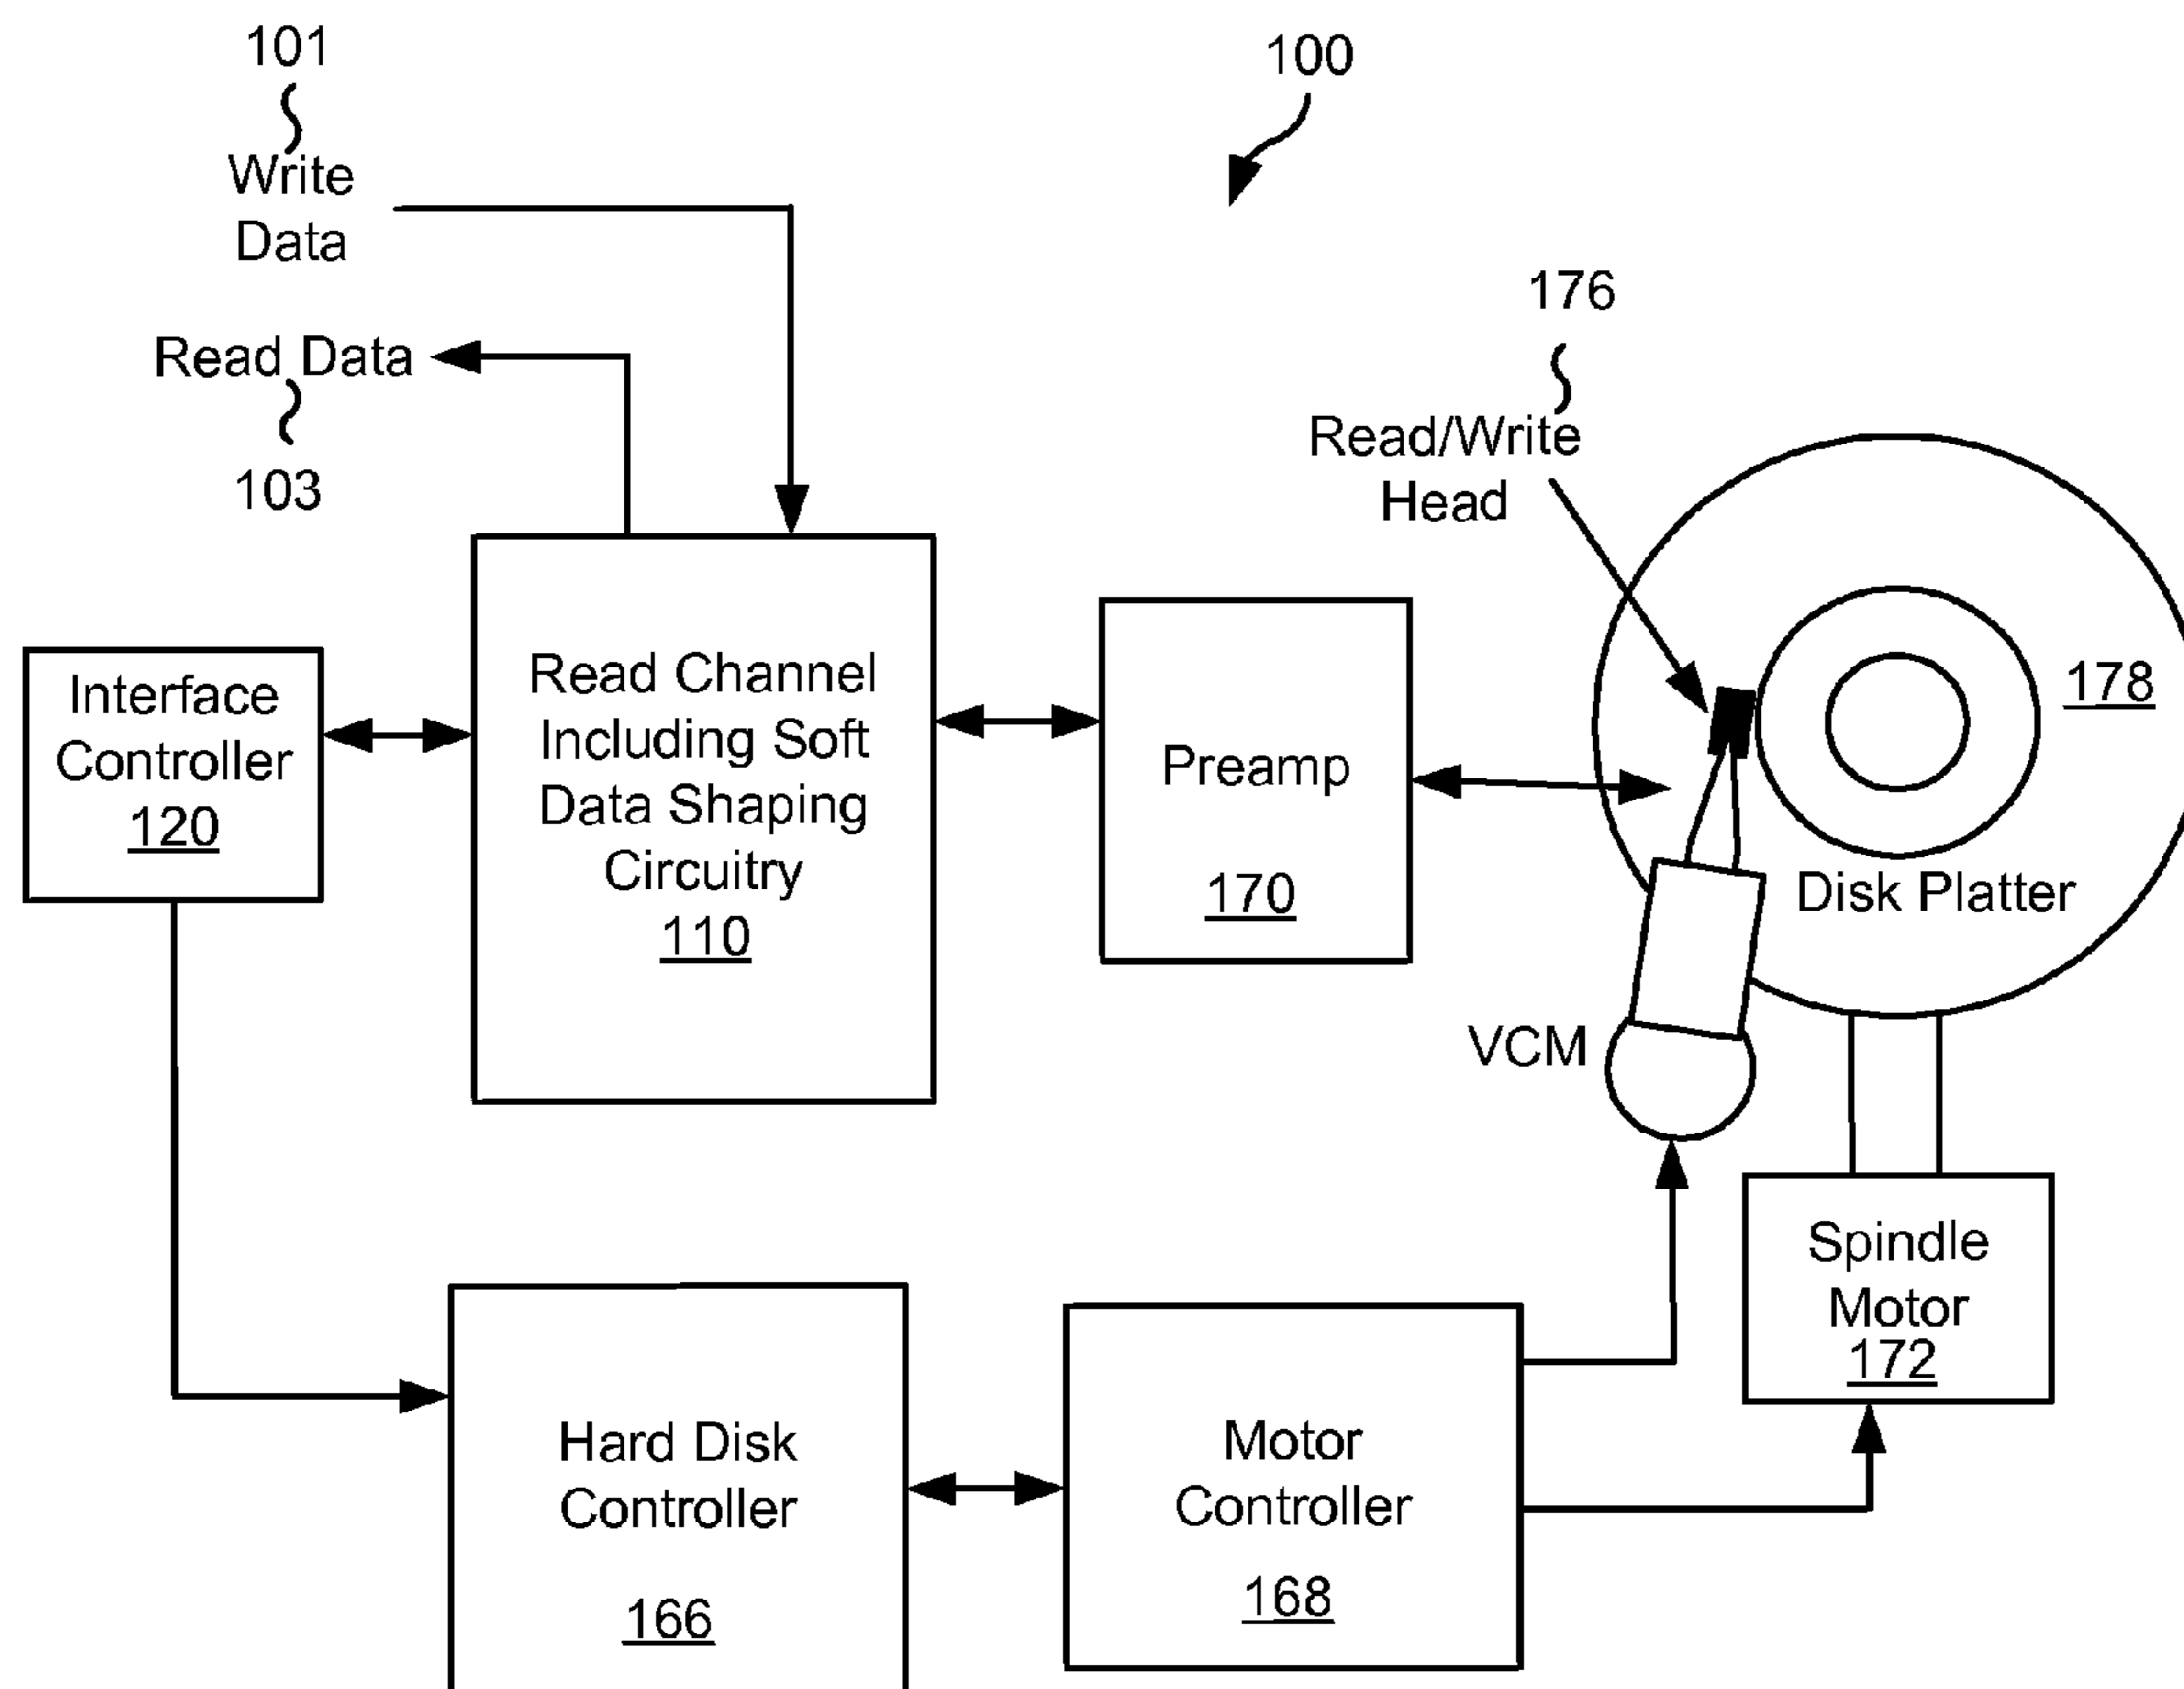 101
Write
Data
100
Read Data
103
176
Read/Write
Head
Interface
Controller
120
Read Channel
Including Soft
Data Shaping
Circuitry
110
Preamp
170
178
Disk Platter
VCM
Spindle
Motor
172
Hard Disk
Controller
166
Motor
Controller
168